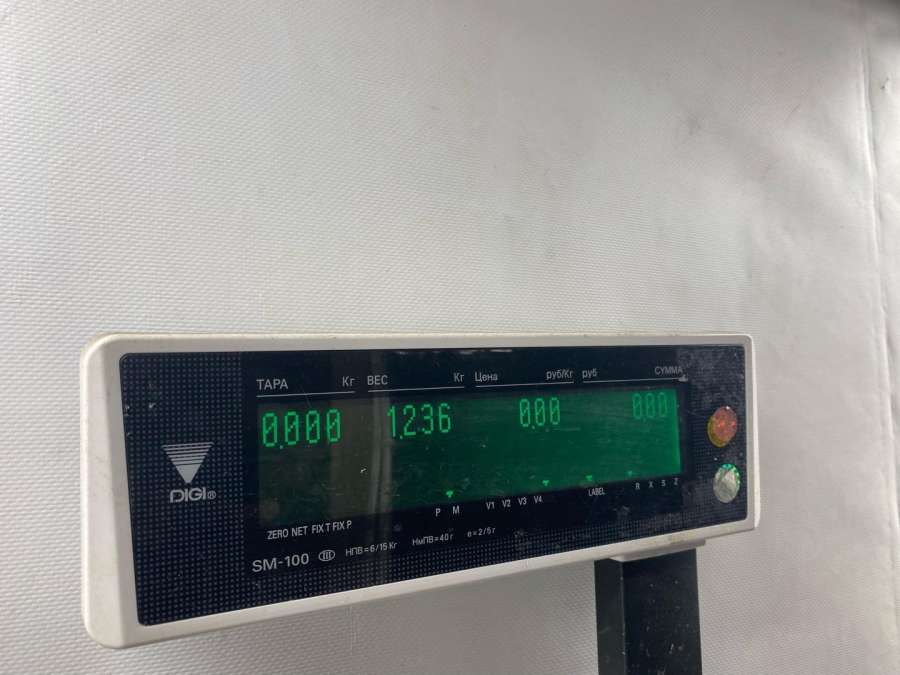 ТАРА Кг ВЕС Кг Цена руб/Кг руб СУММА
0.000 1.236 0.00 0.00
DIGI®
P M V1 V2 V3 V4 LABEL R X S Z
ZERO NET FIX T FIX P
SM-100 III НПВ=6/15 Кг НмПВ=40 г e=2/5 г